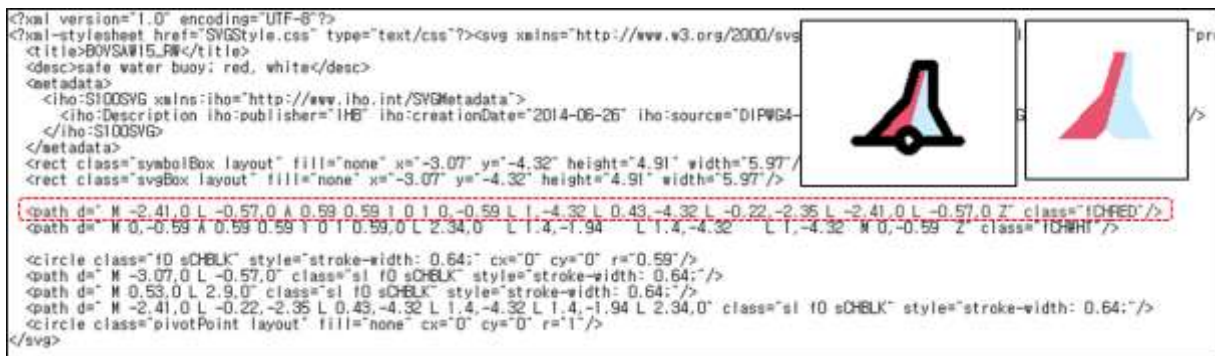 <?xml version="1.0" encoding="UTF-8"?>
<?xml-stylesheet href="SVGStyle.css" type="text/css"?><svg xmlns="http://www.w3.org/2000/svg
<title>BOYSAW15_RW</title>
<desc>safe water buoy; red, white</desc>
<metadata>
<iho:S100SVG xmlns:iho="http://www.iho.int/SVGMetadata">
<iho:Description iho:publisher="IHB" iho:creationDate="2014-06-26" iho:source="DIPWG4- />
</iho:S100SVG>
</metadata>
<rect class="symbolBox layout" fill="none" x="-3.07" y="-4.32" height="4.91" width="5.97"/
<rect class="svgBox layout" fill="none" x="-3.07" y="-4.32" height="4.91" width="5.97"/>
<path d=" M -2.41,0 L -0.57,0 A 0.59 0.59 1 0 1 0,-0.59 L 1,-4.32 L 0.43,-4.32 L -0.22,-2.35 L -2.41,0 L -0.57,0 Z" class="fCHRED"/>
<path d=" M 0,-0.59 A 0.59 0.59 1 0 1 0.59,0 L 2.34,0 L 1.4,-1.94 L 1.4,-4.32 L 1,-4.32 M 0,-0.59 Z" class="fCHWHT"/>
<circle class="f0 sCHBLK" style="stroke-width: 0.64;" cx="0" cy="0" r="0.59"/>
<path d=" M -3.07,0 L -0.57,0" class="sl f0 sCHBLK" style="stroke-width: 0.64;"/>
<path d=" M 0.53,0 L 2.9,0" class="sl f0 sCHBLK" style="stroke-width: 0.64;"/>
<path d=" M -2.41,0 L -0.22,-2.35 L 0.43,-4.32 L 1.4,-4.32 L 1.4,-1.94 L 2.34,0" class="sl f0 sCHBLK" style="stroke-width: 0.64;"/>
<circle class="pivotPoint layout" fill="none" cx="0" cy="0" r="1"/>
</svg>